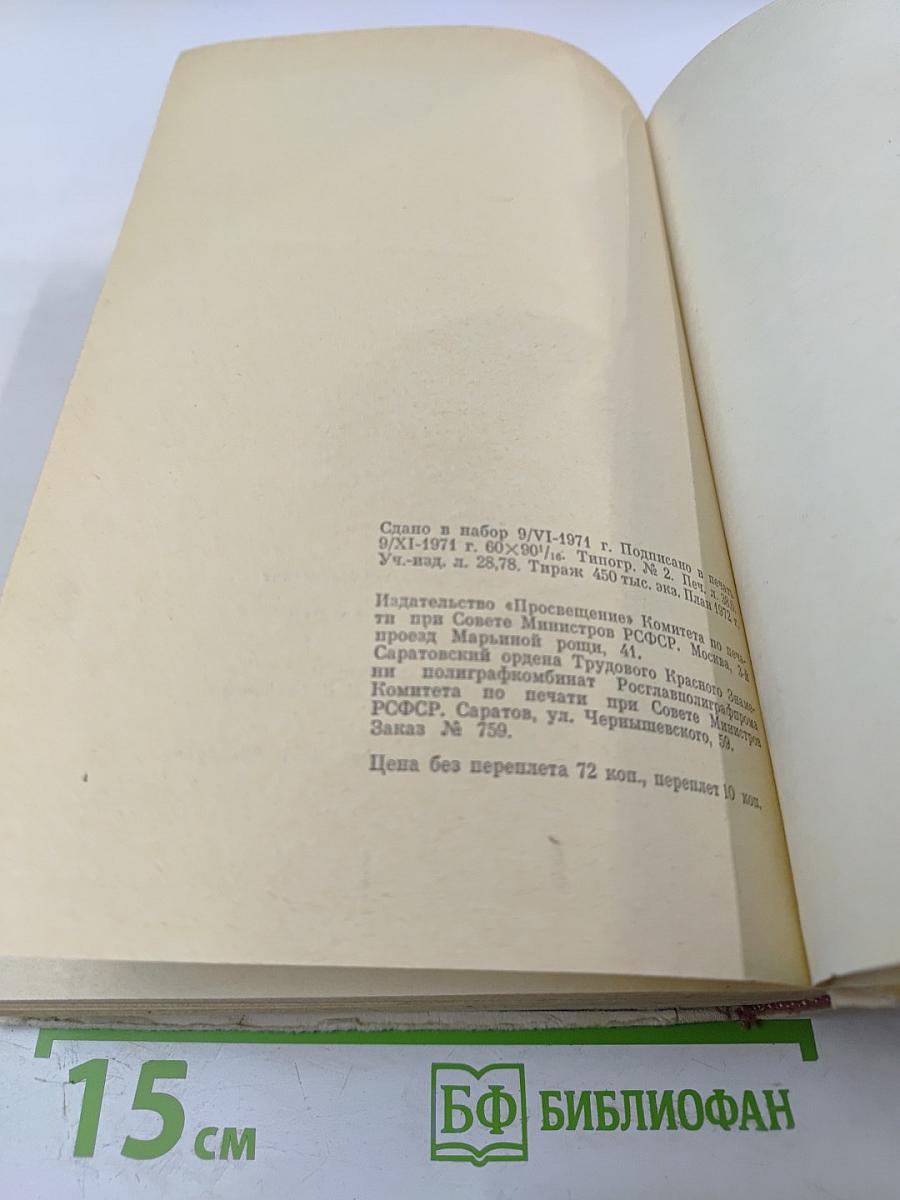 Сдано в набор 9/VI-1971 г. Подписано в печать
9/XI-1971 г. 60×90¹/₁₆. Типогр. № 2. Печ. л.
Уч.-изд. л. 28,78. Тираж 450 тыс. экз. План 1972 г.
Издательство «Просвещение» Комитета по печа-
ти при Совете Министров РСФСР. Москва, 3-й
проезд Марьиной рощи, 41.
Саратовский ордена Трудового Красного Знаме-
ни полиграфкомбинат Росглавполиграфпрома
Комитета по печати при Совете Министров
РСФСР. Саратов, ул. Чернышевского, 59.
Заказ № 759.
Цена без переплета 72 коп., переплет 10 коп.
15 см
БФ БИБЛИОФАН